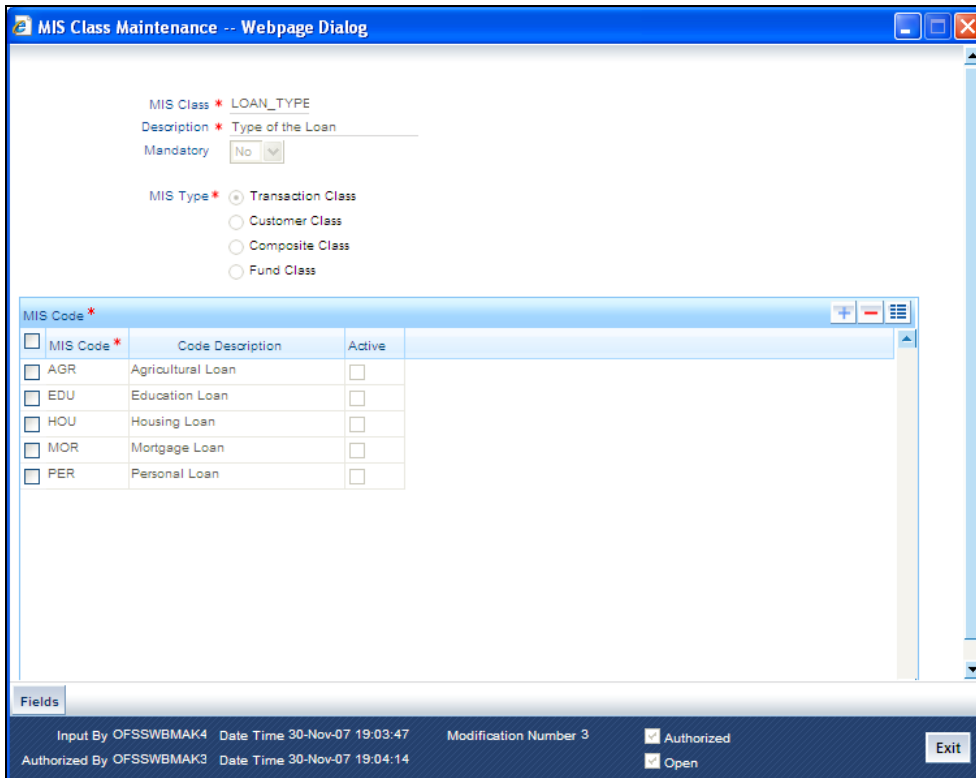 MIS Class Maintenance -- Webpage Dialog
MIS Class * LOAN_TYPE
Description * Type of the Loan
Mandatory No
MIS Type * Transaction Class
Customer Class
Composite Class
Fund Class
MIS Code *
MIS Code * Code Description Active
AGR Agricultural Loan
EDU Education Loan
HOU Housing Loan
MOR Mortgage Loan
PER Personal Loan
Fields
Input By OFSSWBMAK4 Date Time 30-Nov-07 19:03:47 Modification Number 3 Authorized
Authorized By OFSSWBMAK3 Date Time 30-Nov-07 19:04:14 Open
Exit